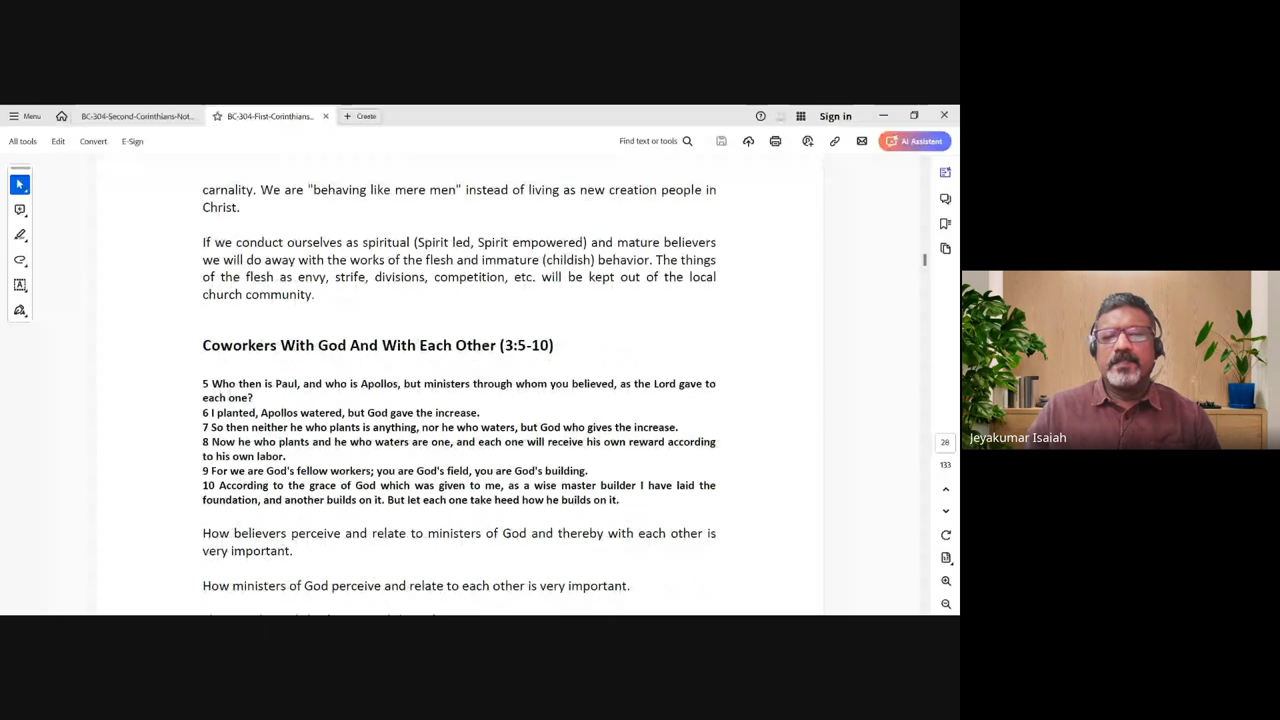 Menu
BC-304-Second-Corinthians-Not...
BC-304-First-Corinthians...
Create
Sign in
All tools
Edit
Convert
E-Sign
Find text or tools
AI Assistant
carnality. We are "behaving like mere men" instead of living as new creation people in
Christ.
If we conduct ourselves as spiritual (Spirit led, Spirit empowered) and mature believers
we will do away with the works of the flesh and immature (childish) behavior. The things
of the flesh as envy, strife, divisions, competition, etc. will be kept out of the local
church community.
Coworkers With God And With Each Other (3:5-10)
5 Who then is Paul, and who is Apollos, but ministers through whom you believed, as the Lord gave to
each one?
6 I planted, Apollos watered, but God gave the increase.
7 So then neither he who plants is anything, nor he who waters, but God who gives the increase.
8 Now he who plants and he who waters are one, and each one will receive his own reward according
to his own labor.
9 For we are God's fellow workers; you are God's field, you are God's building.
10 According to the grace of God which was given to me, as a wise master builder I have laid the
foundation, and another builds on it. But let each one take heed how he builds on it.
How believers perceive and relate to ministers of God and thereby with each other is
very important.
How ministers of God perceive and relate to each other is very important.
28
133
Jeyakumar Isaiah